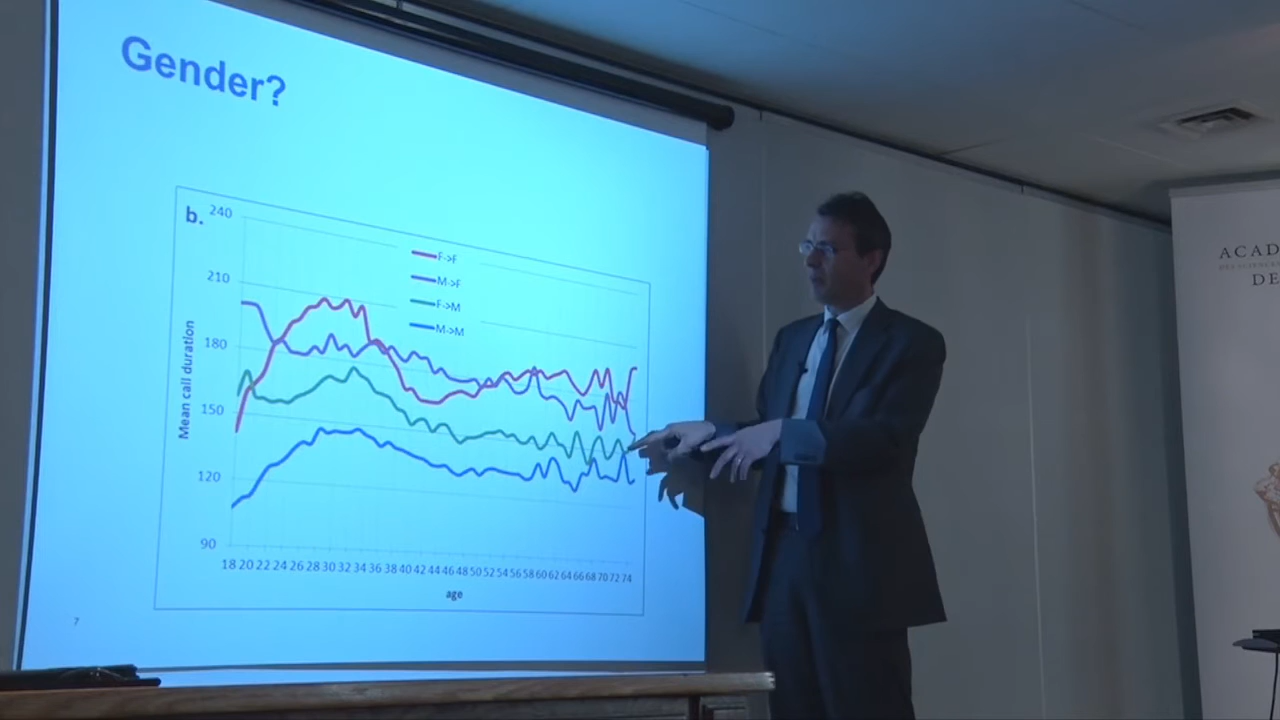 Gender?
b.
240
210
180
150
120
90
Mean call duration
F->F
M->F
F->M
M->M
18 20 22 24 26 28 30 32 34 36 38 40 42 44 46 48 50 52 54 56 58 60 62 64 66 68 70 72 74
age
7
ACAD
DE